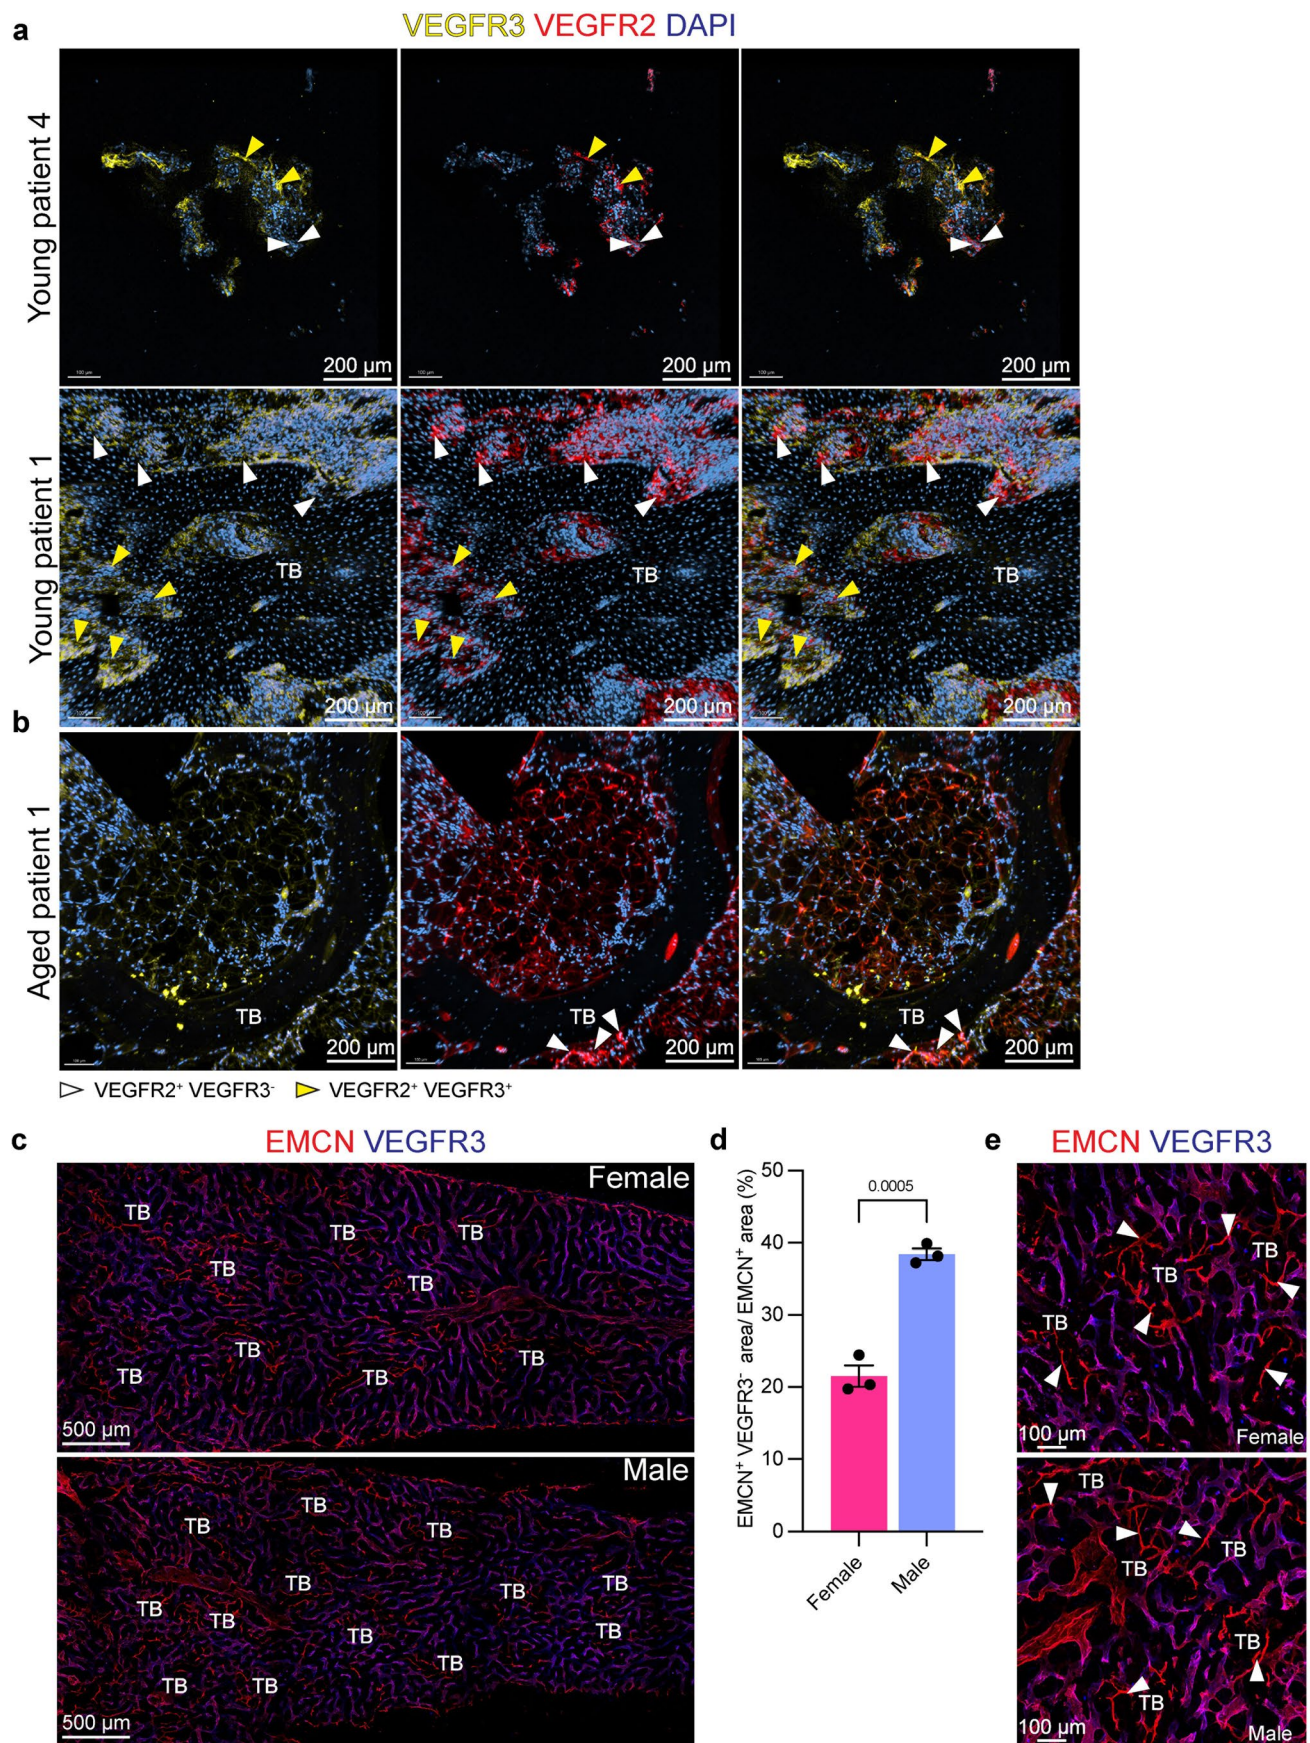 a
VEGFR3 VEGFR2 DAPI
Young patient 4
200 µm
200 µm
200 µm
Young patient 1
TB
TB
TB
200 µm
200 µm
200 µm
b
Aged patient 1
TB
TB
TB
200 µm
200 µm
200 µm
VEGFR2⁺ VEGFR3⁻ VEGFR2⁺ VEGFR3⁺
c
EMCN VEGFR3
Female
TB
TB
TB
TB
TB
TB
TB
TB
TB
500 µm
Male
TB
TB
TB
TB
TB
TB
TB
TB
TB
TB
TB
TB
TB
500 µm
d
EMCN⁺ VEGFR3⁻ area/ EMCN⁺ area (%)
50
40
30
20
10
0
0.0005
Female
Male
e
EMCN VEGFR3
TB
TB
TB
100 µm
Female
TB
TB
TB
TB
TB
100 µm
Male